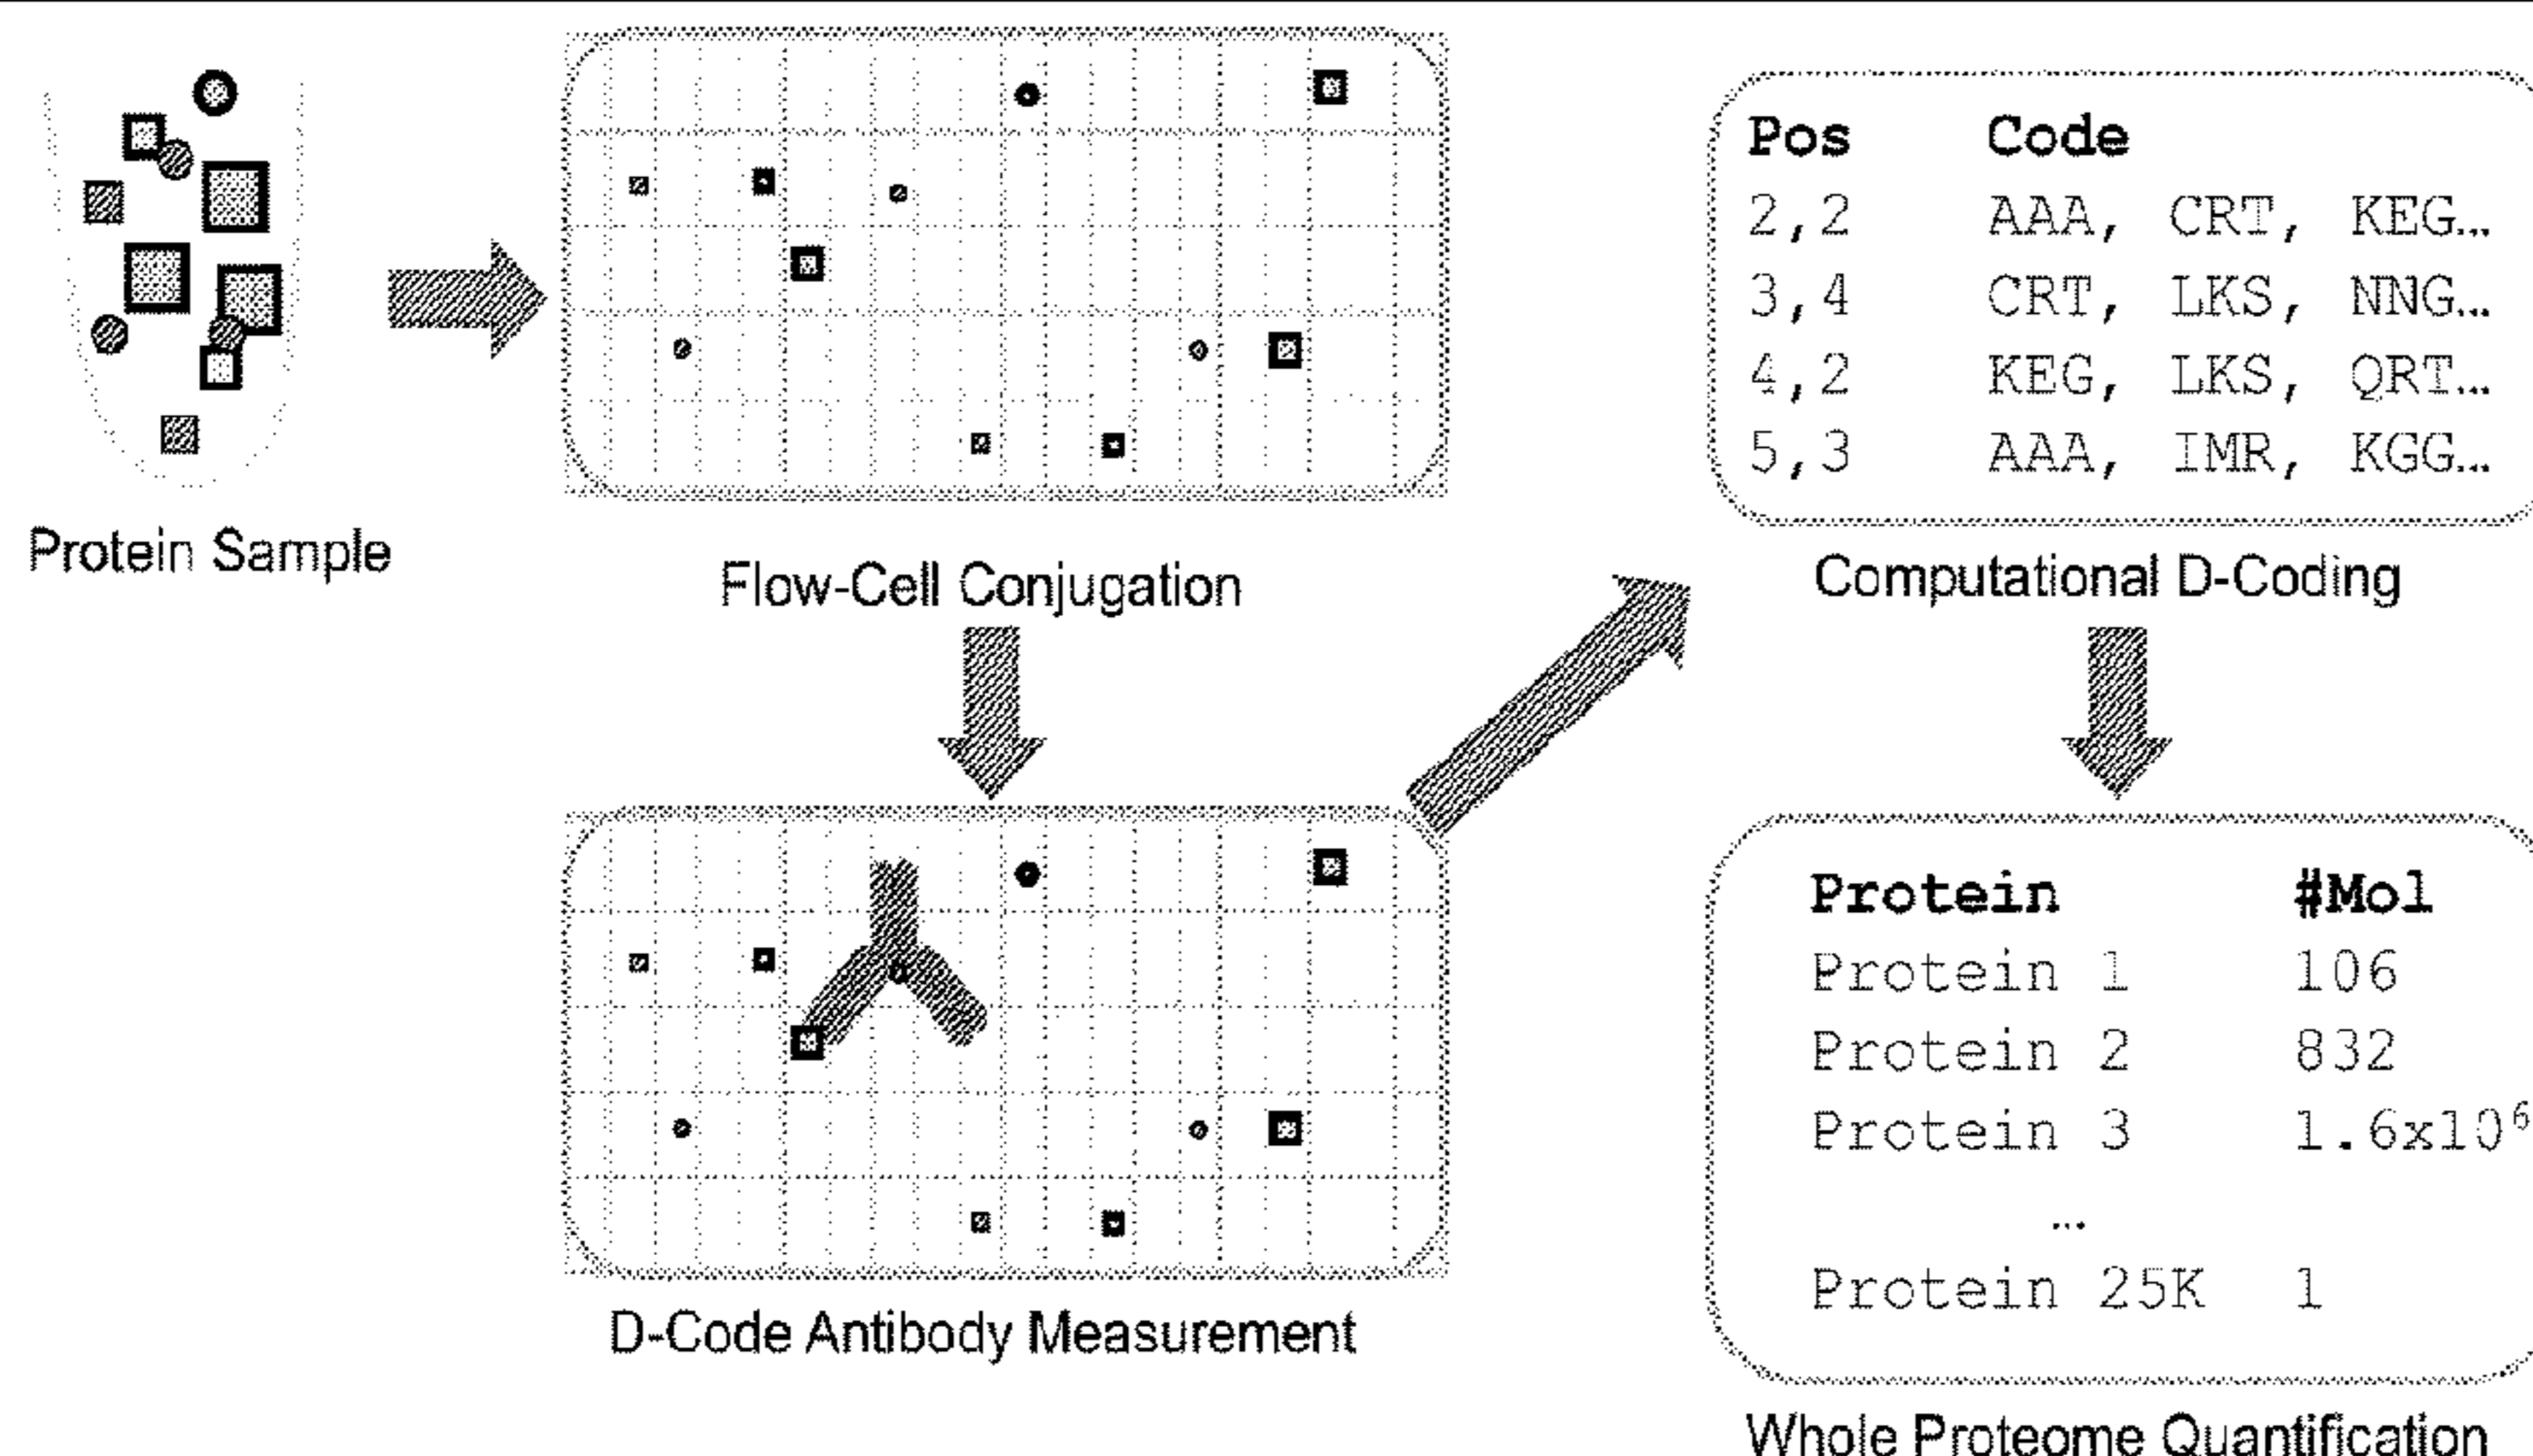 Protein Sample
Flow-Cell Conjugation
D-Code Antibody Measurement
Pos Code
2,2 AAA, CRT, KEG…
3,4 CRT, LKS, NNG…
4,2 KEG, LKS, QRT…
5,3 AAA, IMR, KGG…
Computational D-Coding
Protein #Mol
Protein 1 106
Protein 2 832
Protein 3 1.6x10⁶
…
Protein 25K 1
Whole Proteome Quantification